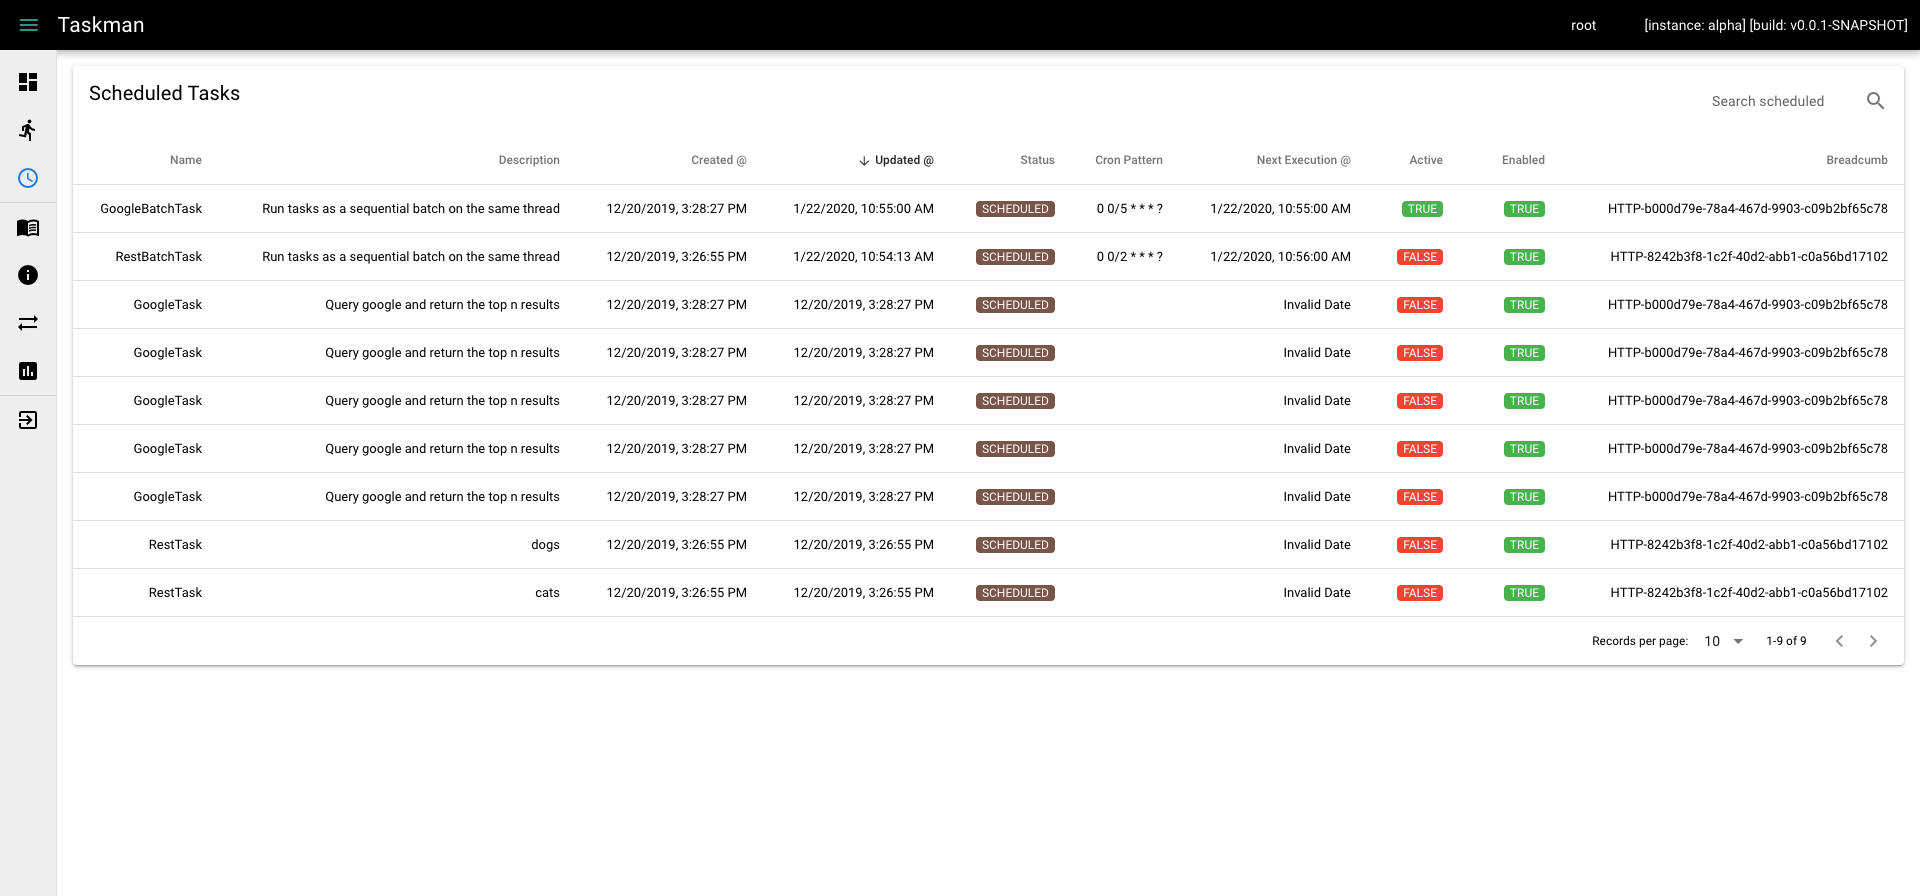 Taskman root [instance: alpha] [build: v0.0.1-SNAPSHOT]
Scheduled Tasks
Search scheduled
Name Description Created @ Updated @ Status Cron Pattern Next Execution @ Active Enabled Breadcumb
GoogleBatchTask Run tasks as a sequential batch on the same thread 12/20/2019, 3:28:27 PM 1/22/2020, 10:55:00 AM SCHEDULED 0 0/5 * * * ? 1/22/2020, 10:55:00 AM TRUE TRUE HTTP-b000d79e-78a4-467d-9903-c09b2bf65c78
RestBatchTask Run tasks as a sequential batch on the same thread 12/20/2019, 3:26:55 PM 1/22/2020, 10:54:13 AM SCHEDULED 0 0/2 * * * ? 1/22/2020, 10:56:00 AM FALSE TRUE HTTP-8242b3f8-1c2f-40d2-abb1-c0a56bd17102
GoogleTask Query google and return the top n results 12/20/2019, 3:28:27 PM 12/20/2019, 3:28:27 PM SCHEDULED Invalid Date FALSE TRUE HTTP-b000d79e-78a4-467d-9903-c09b2bf65c78
GoogleTask Query google and return the top n results 12/20/2019, 3:28:27 PM 12/20/2019, 3:28:27 PM SCHEDULED Invalid Date FALSE TRUE HTTP-b000d79e-78a4-467d-9903-c09b2bf65c78
GoogleTask Query google and return the top n results 12/20/2019, 3:28:27 PM 12/20/2019, 3:28:27 PM SCHEDULED Invalid Date FALSE TRUE HTTP-b000d79e-78a4-467d-9903-c09b2bf65c78
GoogleTask Query google and return the top n results 12/20/2019, 3:28:27 PM 12/20/2019, 3:28:27 PM SCHEDULED Invalid Date FALSE TRUE HTTP-b000d79e-78a4-467d-9903-c09b2bf65c78
GoogleTask Query google and return the top n results 12/20/2019, 3:28:27 PM 12/20/2019, 3:28:27 PM SCHEDULED Invalid Date FALSE TRUE HTTP-b000d79e-78a4-467d-9903-c09b2bf65c78
RestTask dogs 12/20/2019, 3:26:55 PM 12/20/2019, 3:26:55 PM SCHEDULED Invalid Date FALSE TRUE HTTP-8242b3f8-1c2f-40d2-abb1-c0a56bd17102
RestTask cats 12/20/2019, 3:26:55 PM 12/20/2019, 3:26:55 PM SCHEDULED Invalid Date FALSE TRUE HTTP-8242b3f8-1c2f-40d2-abb1-c0a56bd17102
Records per page: 10 1-9 of 9